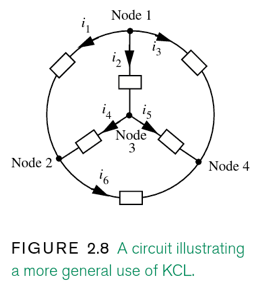 Node 1
i1
i3
i2
i4
i5
Node
3
Node 2
Node 4
i6
FIGURE 2.8 A circuit illustrating
a more general use of KCL.